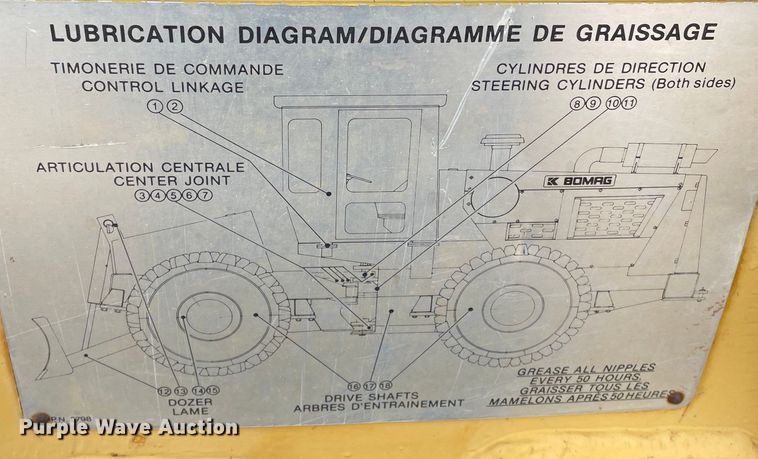 LUBRICATION DIAGRAM/DIAGRAMME DE GRAISSAGE
TIMONERIE DE COMMANDE
CONTROL LINKAGE
1 2
CYLINDRES DE DIRECTION
STEERING CYLINDERS (Both sides)
8 9 10 11
ARTICULATION CENTRALE
CENTER JOINT
3 4 5 6 7
BOMAG
12 13 14 15
DOZER
LAME
16 17 18
DRIVE SHAFTS
ARBRES D'ENTRAINEMENT
GREASE ALL NIPPLES
EVERY 50 HOURS
GRAISSER TOUS LES
MAMELONS APRÈS 50 HEURES
Purple Wave Auction